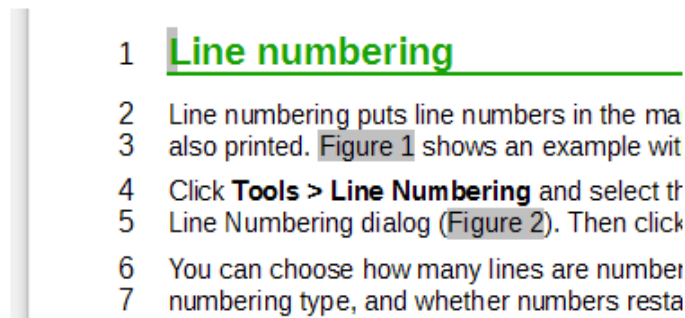 1 Line numbering
2 Line numbering puts line numbers in the ma
3 also printed. Figure 1 shows an example wit
4 Click Tools > Line Numbering and select th
5 Line Numbering dialog (Figure 2). Then click
6 You can choose how many lines are number
7 numbering type, and whether numbers resta